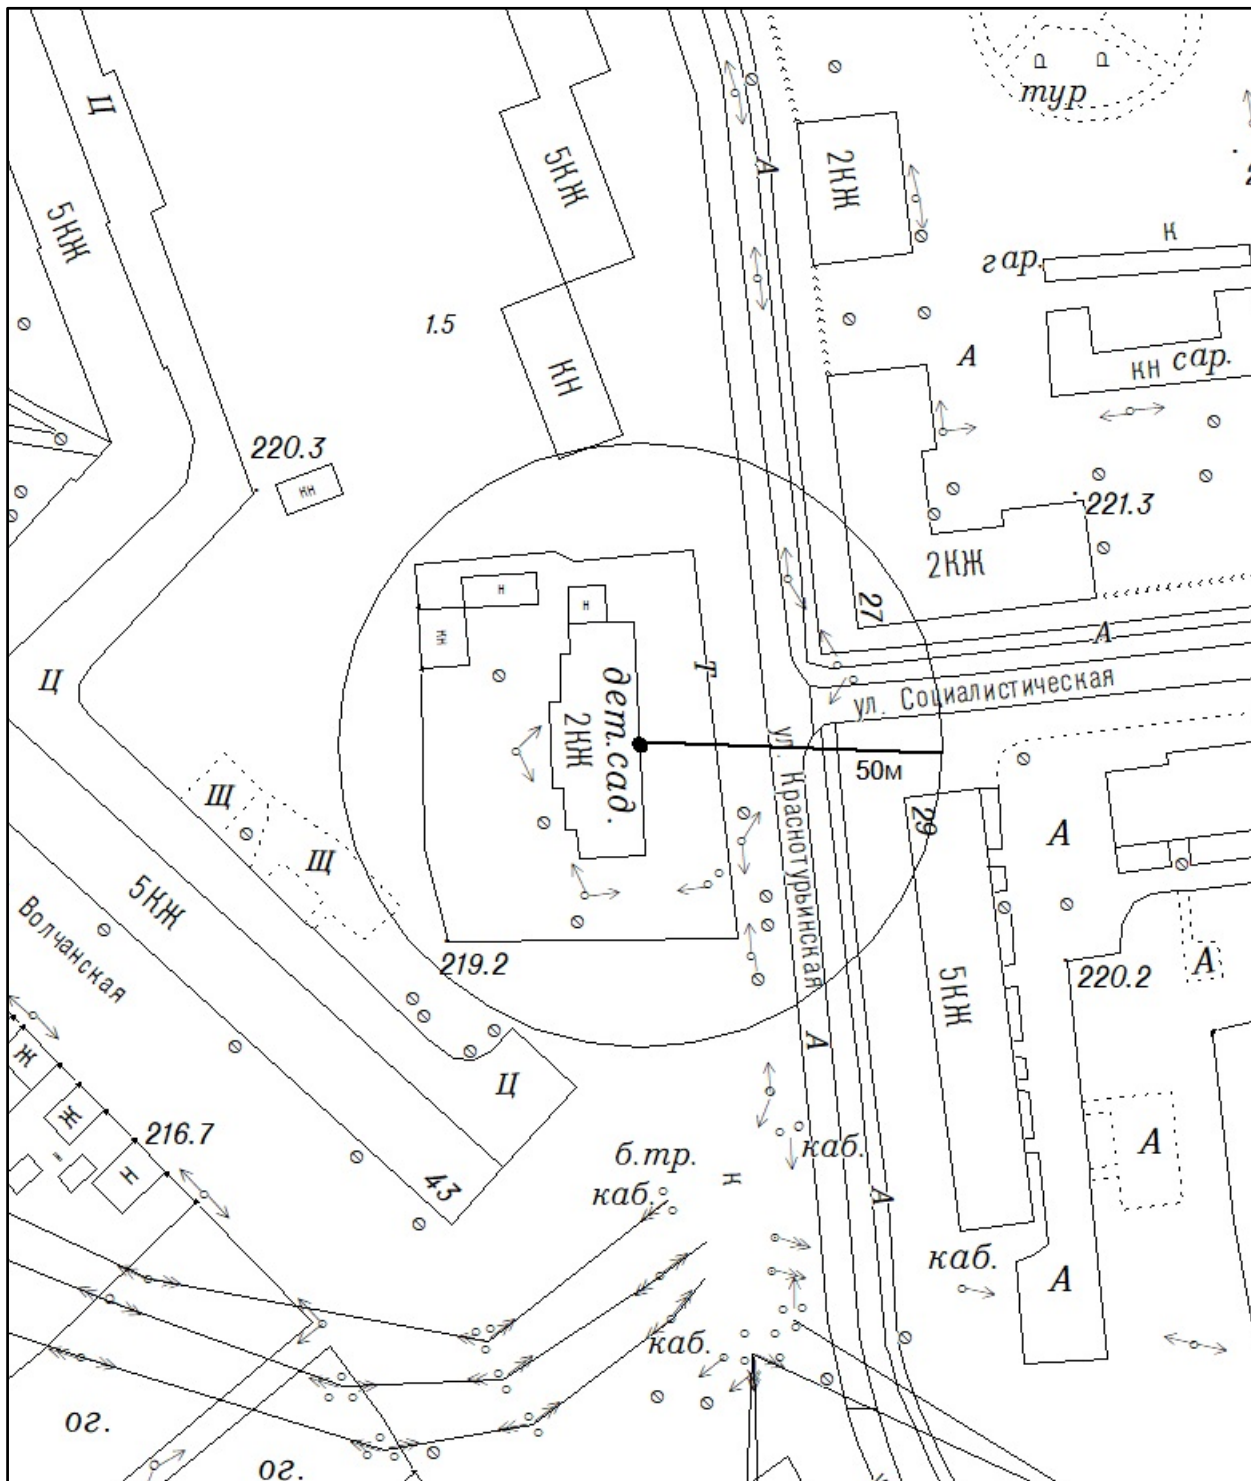 Ц
тур
А
5КЖ
2КЖ
5КЖ
к
гар.
1.5
А
кн сар.
КН
220.3
кн
221.3
2КЖ
н
н
27
кн
А
Т
Ц
дет.сад.
2КЖ
ул. Социалистическая
ул. Краснотурьинская
50м
Щ
29
А
Щ
5КЖ
Волчанская
219.2
5КЖ
220.2
А
Ж
А
Ц
Ж
216.7
А
н
б.тр.
каб.
43
каб.
к
А
каб.
А
каб.
ог.
ог.